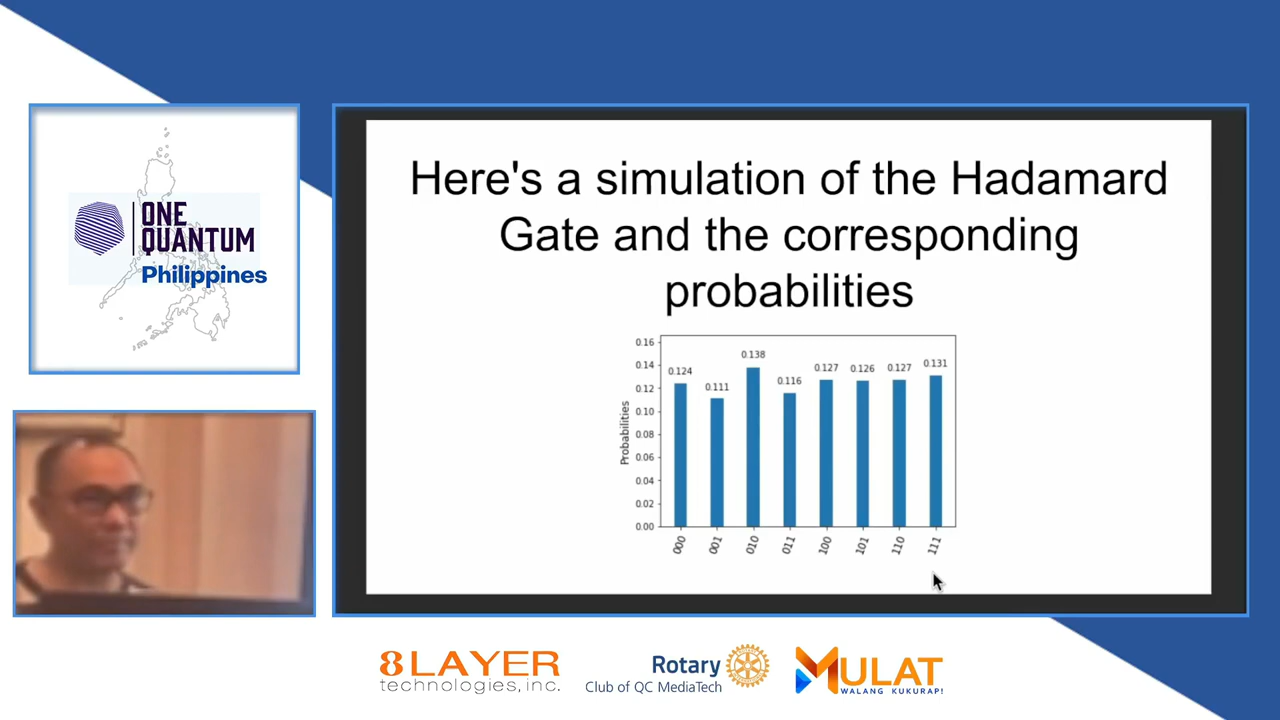 ONE
QUANTUM
Philippines
Here's a simulation of the Hadamard
Gate and the corresponding
probabilities
Probabilities
0.16
0.14
0.12
0.10
0.08
0.06
0.04
0.02
0.00
0.124
0.111
0.138
0.116
0.127
0.126
0.127
0.131
000
001
010
011
100
101
110
111
8LAYER
technologies, inc.
Rotary
Club of QC MediaTech
MULAT
WALANG KUKURAP!